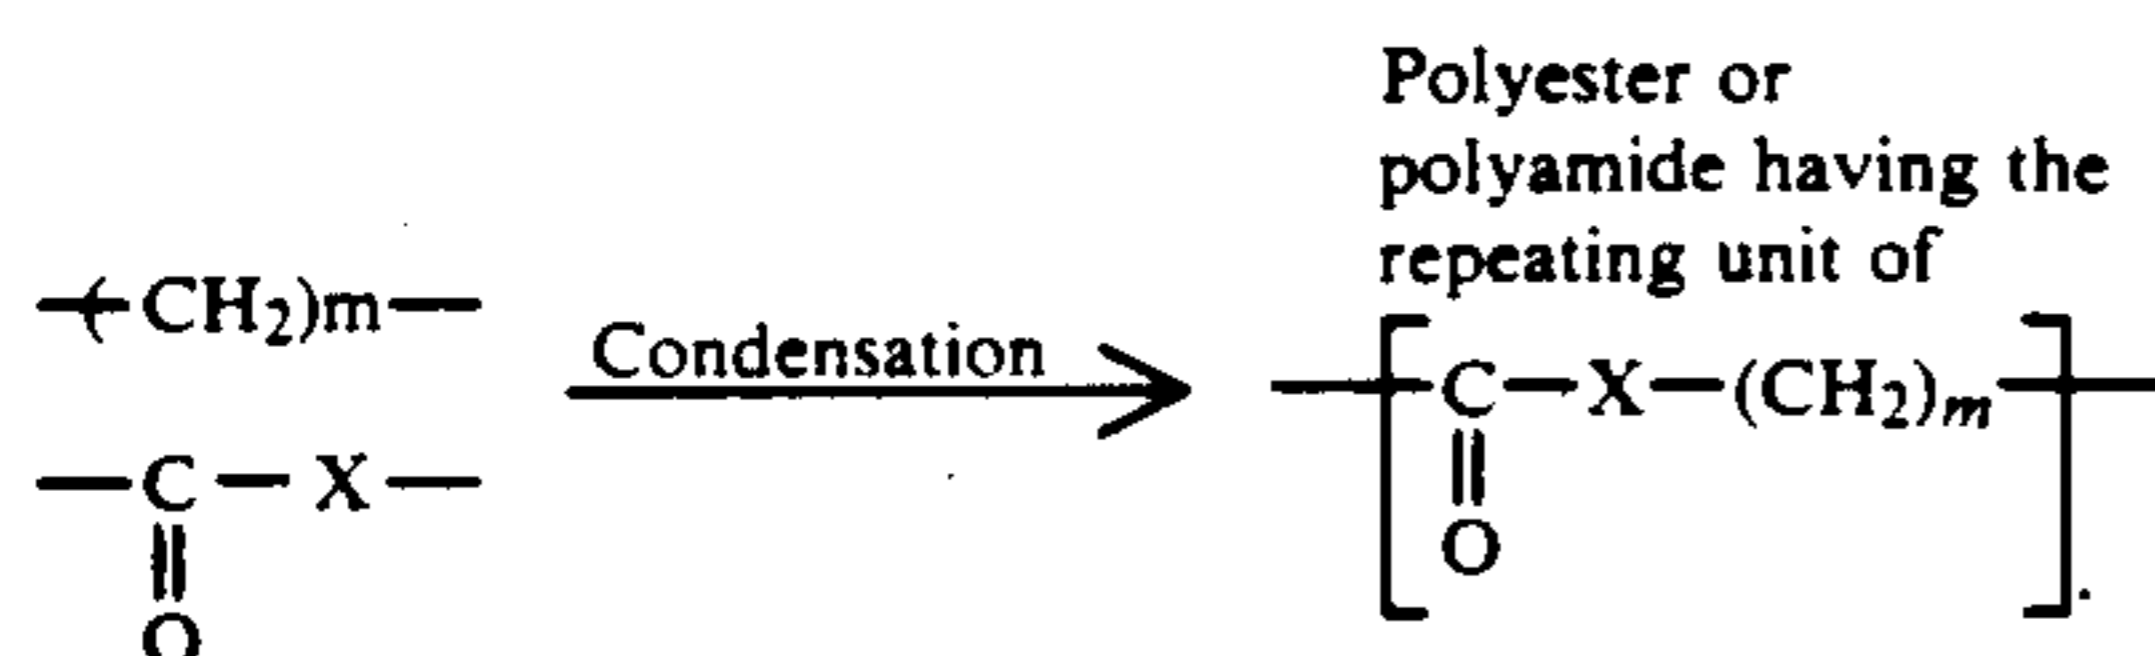 Polyester or
polyamide having the
repeating unit of
—(CH₂)m—
Condensation
—C—X—
O
—[C—X—(CH₂)ₘ—]—.
O